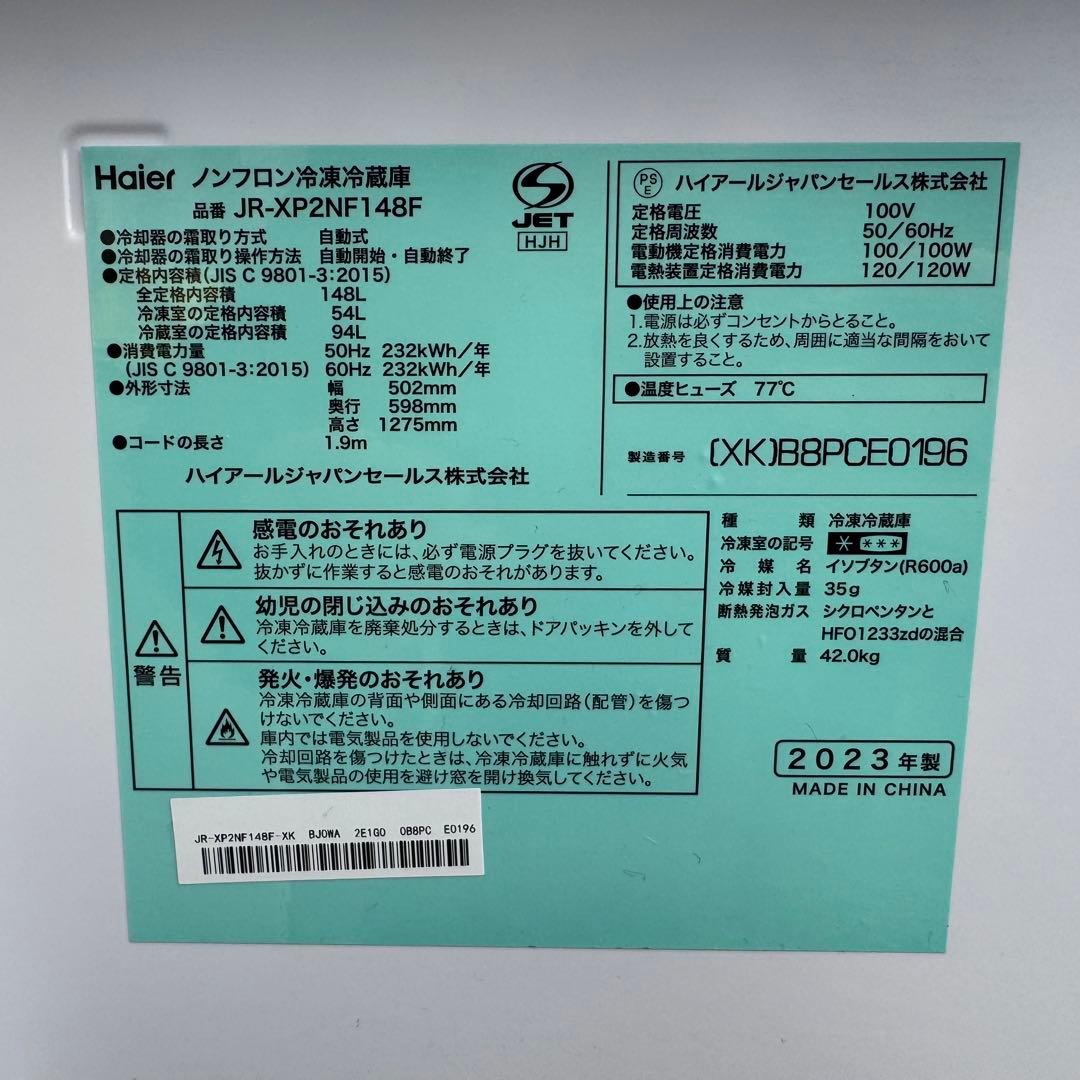 Haier ノンフロン冷凍冷蔵庫
品番 JR-XP2NF148F
●冷却器の霜取り方式 自動式
●冷却器の霜取り操作方法 自動開始・自動終了
●定格内容積(JIS C 9801-3:2015)
全定格内容積 148L
冷凍室の定格内容積 54L
冷蔵室の定格内容積 94L
●消費電力量 50Hz 232kWh/年
(JIS C 9801-3:2015) 60Hz 232kWh/年
●外形寸法 幅 502mm
奥行 598mm
高さ 1275mm
●コードの長さ 1.9m
ハイアールジャパンセールス株式会社
JET
HJH
PS
E
ハイアールジャパンセールス株式会社
定格電圧 100V
定格周波数 50/60Hz
電動機定格消費電力 100/100W
電熱装置定格消費電力 120/120W
●使用上の注意
1.電源は必ずコンセントからとること。
2.放熱を良くするため、周囲に適当な間隔をおいて
設置すること。
●温度ヒューズ 77℃
製造番号 (XK)B8PCE0196
警告
感電のおそれあり
お手入れのときには、必ず電源プラグを抜いてください。
抜かずに作業すると感電のおそれがあります。
幼児の閉じ込みのおそれあり
冷凍冷蔵庫を廃棄処分するときは、ドアパッキンを外して
ください。
発火・爆発のおそれあり
冷凍冷蔵庫の背面や側面にある冷却回路(配管)を傷つ
けないでください。
庫内では電気製品を使用しないでください。
冷却回路を傷つけたときは、冷凍冷蔵庫に触れずに火気
や電気製品の使用を避け窓を開け換気してください。
種類 冷凍冷蔵庫
冷凍室の記号 * ***
冷媒名 イソブタン(R600a)
冷媒封入量 35g
断熱発泡ガス シクロペンタンと
HFO1233zdの混合
質量 42.0kg
2023年製
MADE IN CHINA
JR-XP2NF148F-XK BJ0WA 2E1G0 0B8PC E0196